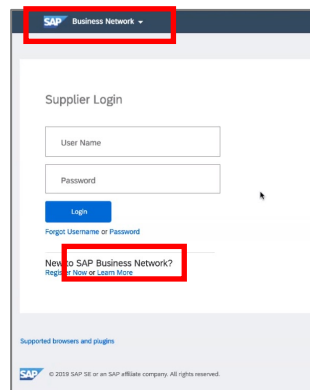 SAP Business Network
Supplier Login
User Name
Password
Login
Forgot Username or Password
New to SAP Business Network?
Register Now or Learn More
Supported browsers and plugins
SAP © 2019 SAP SE or an SAP affiliate company. All rights reserved.